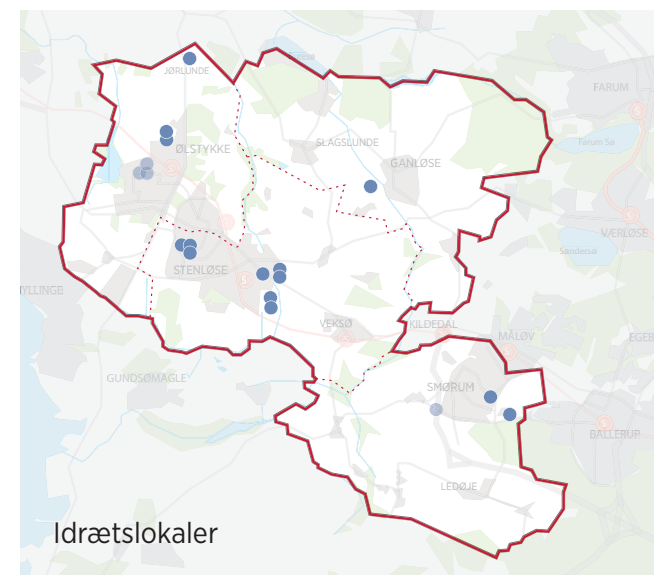 JØRLUNDE
FARUM
Farum Sø
SLAGSLUNDE
ØLSTYKKE
GANLØSE
VÆRLØSE
Søndersø
STENLØSE
YLLINGE
VEKSØ
KILDEDAL
MÅLØV
EGEB
GUNDSØMAGLE
SMØRUM
BALLERUP
LEDØJE
Idrætslokaler